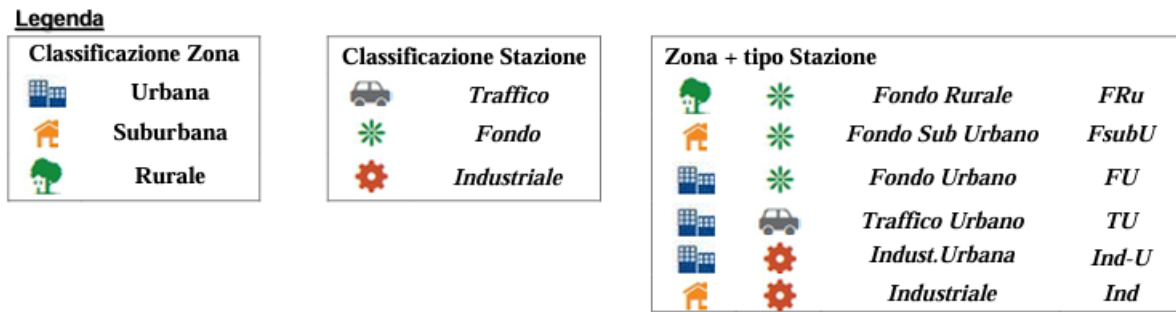 Legenda
Classificazione Zona
Urbana
Suburbana
Rurale
Classificazione Stazione
Traffico
Fondo
Industriale
Zona + tipo Stazione
Fondo Rurale FRu
Fondo Sub Urbano FsubU
Fondo Urbano FU
Traffico Urbano TU
Indust.Urbana Ind-U
Industriale Ind